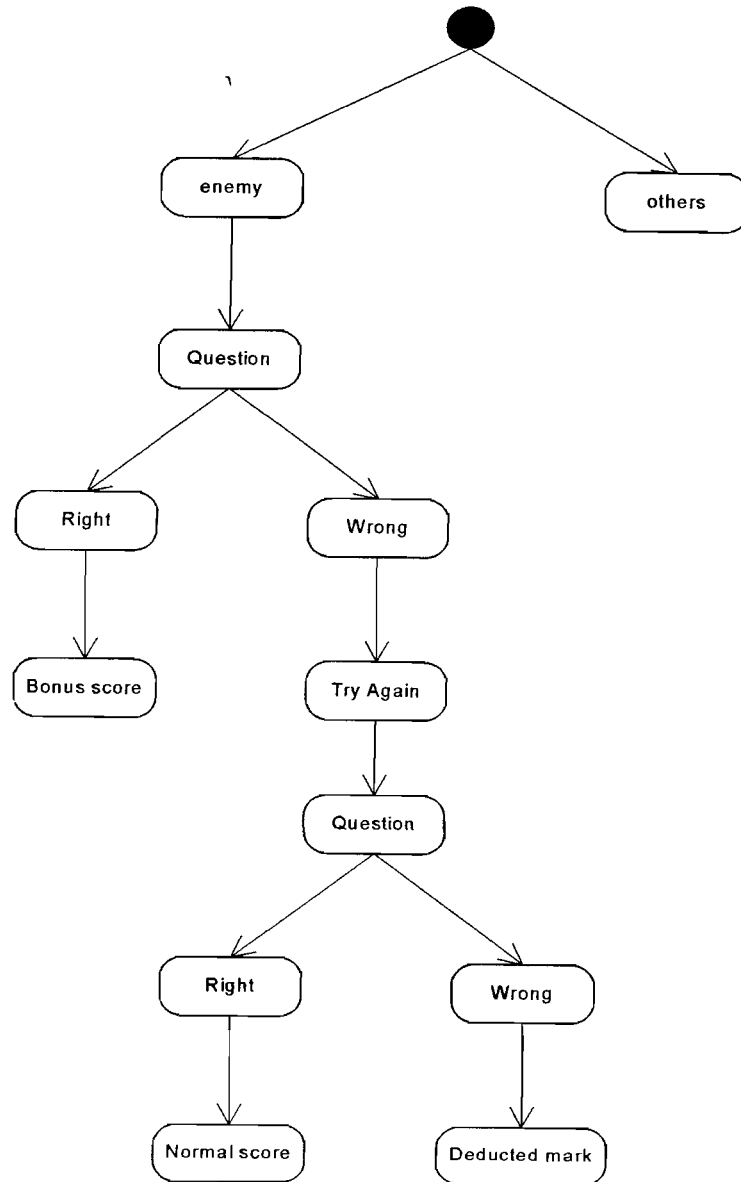 enemy
others
Question
Right
Wrong
Bonus score
Try Again
Question
Right
Wrong
Normal score
Deducted mark